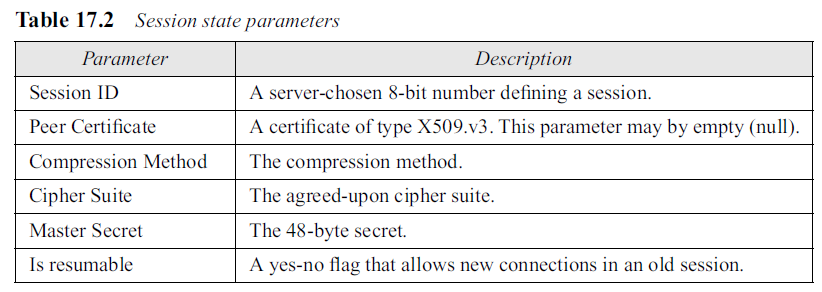 Table 17.2 Session state parameters
Parameter Description
Session ID A server-chosen 8-bit number defining a session.
Peer Certificate A certificate of type X509.v3. This parameter may by empty (null).
Compression Method The compression method.
Cipher Suite The agreed-upon cipher suite.
Master Secret The 48-byte secret.
Is resumable A yes-no flag that allows new connections in an old session.